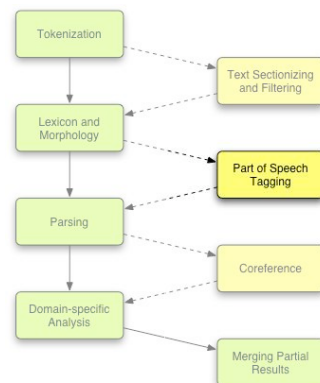 Tokenization
Text Sectionizing
and Filtering
Lexicon and
Morphology
Part of Speech
Tagging
Parsing
Coreference
Domain-specific
Analysis
Merging Partial
Results